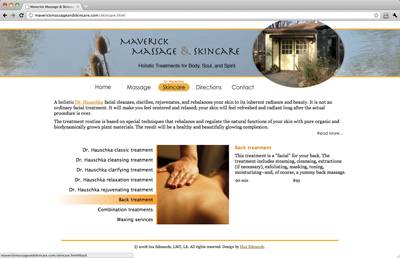 Maverick Massage & Skincare
maverickmassageandskincare.com/skincare.html
MAVERICK
MASSAGE & SKINCARE
Holistic Treatments for Body, Soul, and Spirit
Dr. Hauschka
Home Massage Skincare Directions Contact
A holistic Dr. Hauschka facial cleanses, clarifies, rejuvenates, and rebalances your skin to its inherent radiance and beauty. It is not an
ordinary facial treatment. It will make you feel centered and relaxed; your skin will feel refreshed and radiant long after the actual
procedure is over.
The treatment routine is based on special techniques that rebalance and regulate the natural functions of your skin with pure organic and
biodynamically grown plant materials. The result will be a healthy and beautifully glowing complexion.
Read More...
Dr. Hauschka classic treatment
Dr. Hauschka cleansing treatment
Dr. Hauschka clarifying treatment
Dr. Hauschka relaxation treatment
Dr. Hauschka rejuvenating treatment
Back treatment
Combination treatments
Waxing services
Back treatment
This treatment is a "facial" for your back. The
treatment includes steaming, cleansing, extractions
(if necessary), exfoliating, masking, toning,
moisturizing—and, of course, a yummy back massage.
90 min $95
© 2008 Ina Edmonds, LMT, LE. All rights reserved. Design by Max Edmonds.
maverickmassageandskincare.com/skincare.html#back